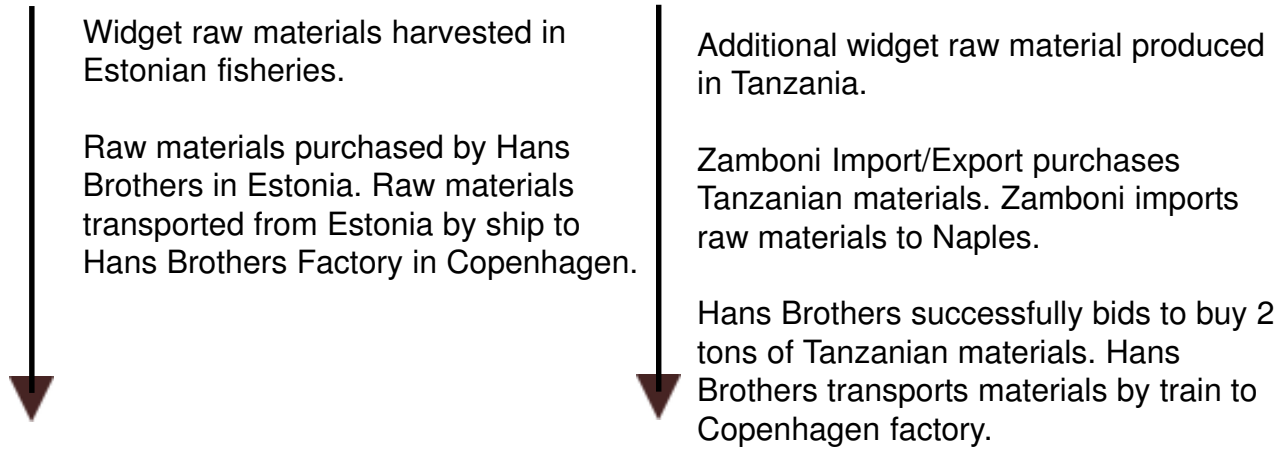 Widget raw materials harvested in
Estonian fisheries.
Raw materials purchased by Hans
Brothers in Estonia. Raw materials
transported from Estonia by ship to
Hans Brothers Factory in Copenhagen.
Additional widget raw material produced
in Tanzania.
Zamboni Import/Export purchases
Tanzanian materials. Zamboni imports
raw materials to Naples.
Hans Brothers successfully bids to buy 2
tons of Tanzanian materials. Hans
Brothers transports materials by train to
Copenhagen factory.